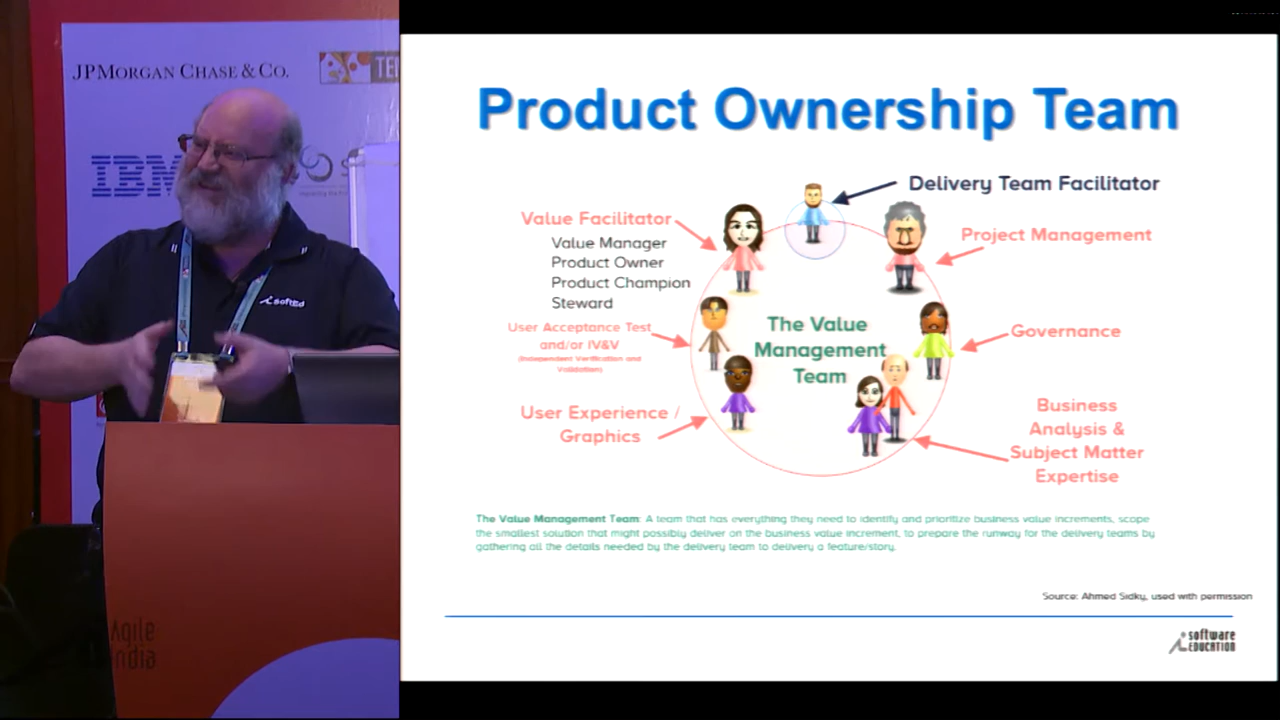 JPMORGAN CHASE & CO.
TE
IBM
softed
Agile
India
Product Ownership Team
Delivery Team Facilitator
Value Facilitator
Value Manager
Product Owner
Product Champion
Steward
Project Management
User Acceptance Test
and/or IV&V
(Independent Verification and
Validation)
The Value
Management
Team
Governance
User Experience /
Graphics
Business
Analysis &
Subject Matter
Expertise
The Value Management Team: A team that has everything they need to identify and prioritize business value increments, scope
the smallest solution that might possibly deliver on the business value increment, to prepare the runway for the delivery teams by
gathering all the details needed by the delivery team to delivery a feature/story.
Source: Ahmed Sidky, used with permission
software
EDUCATION